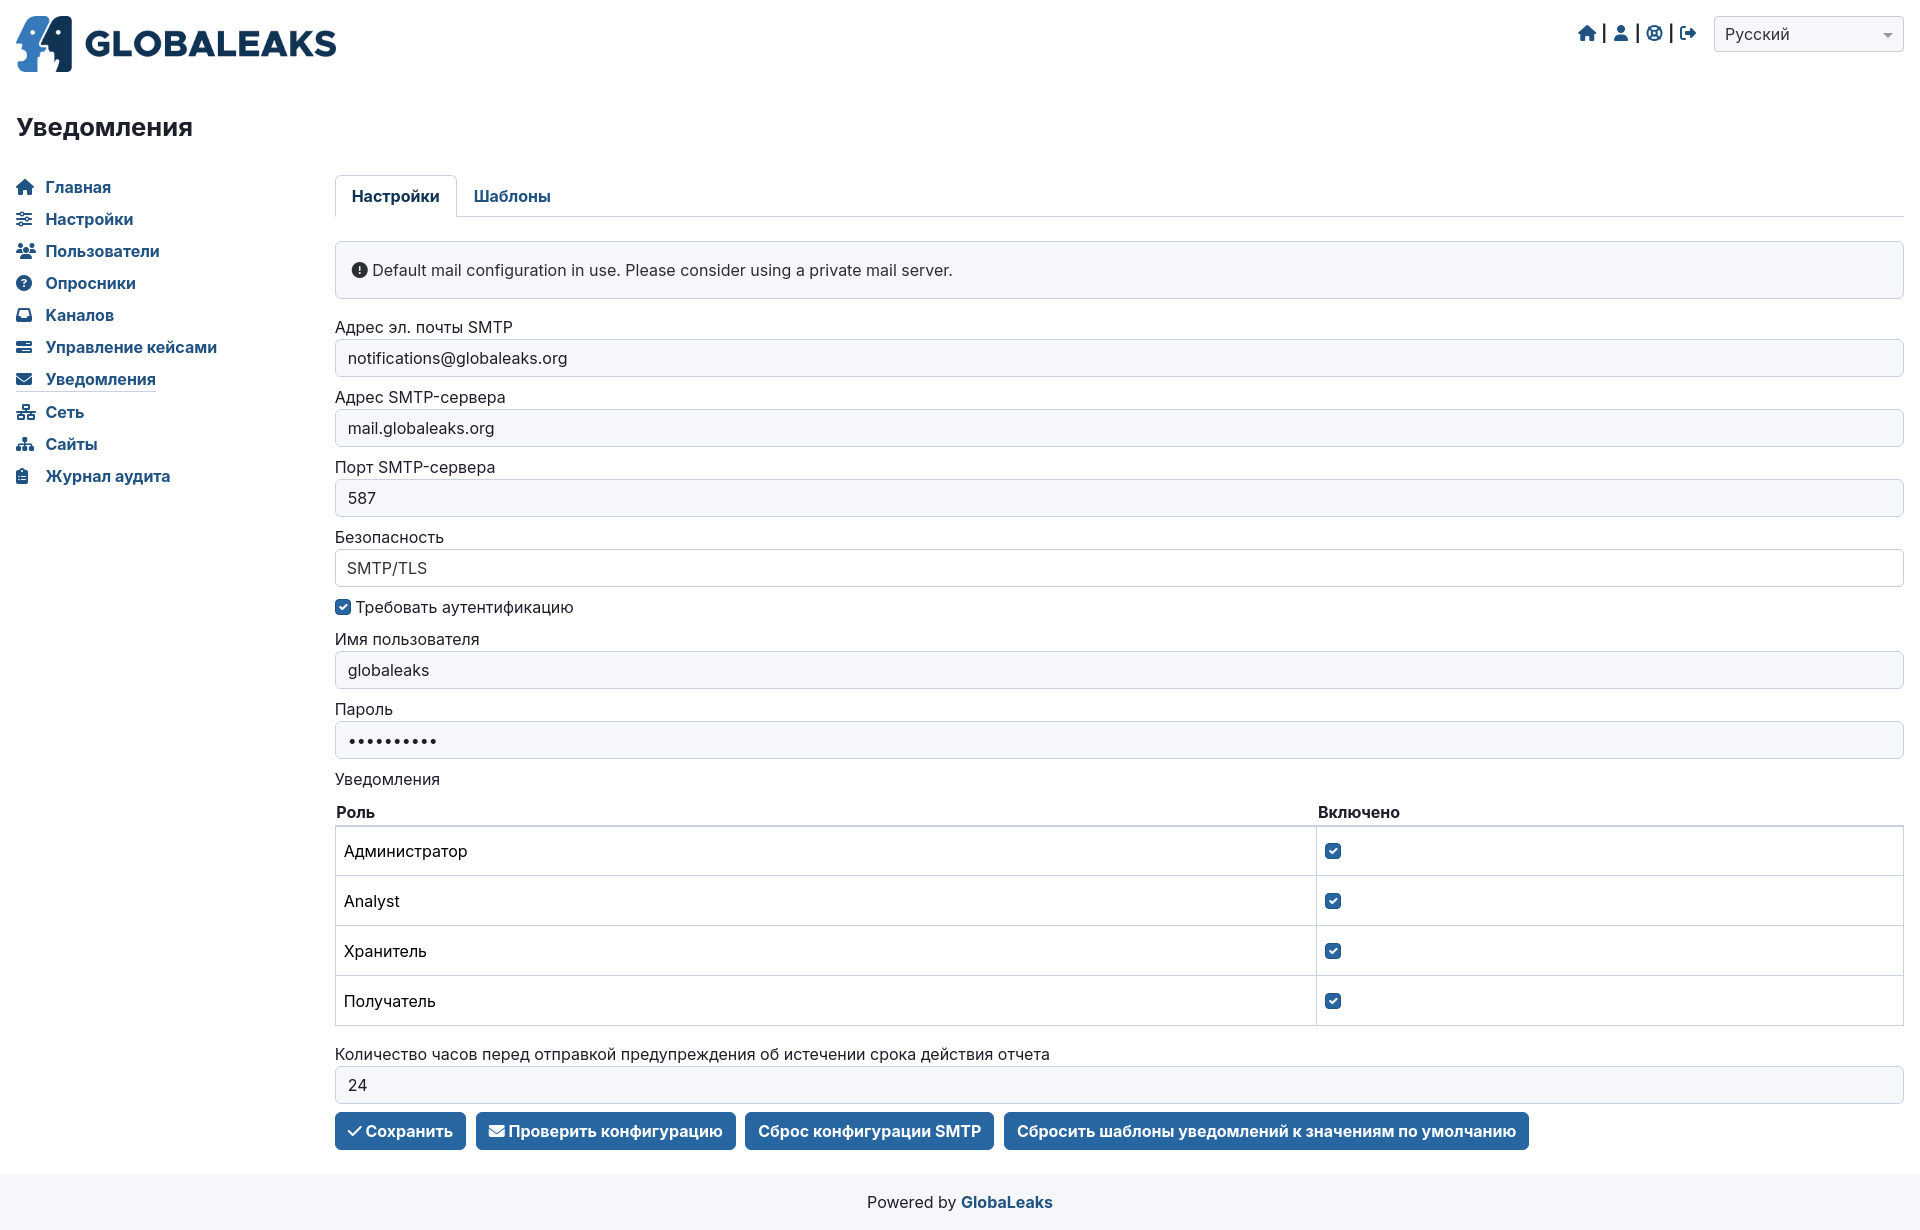 GLOBALEAKS
Русский
Уведомления
Главная
Настройки
Пользователи
Опросники
Каналов
Управление кейсами
Уведомления
Сеть
Сайты
Журнал аудита
Настройки
Шаблоны
Default mail configuration in use. Please consider using a private mail server.
Адрес эл. почты SMTP
notifications@globaleaks.org
Адрес SMTP-сервера
mail.globaleaks.org
Порт SMTP-сервера
587
Безопасность
SMTP/TLS
Требовать аутентификацию
Имя пользователя
globaleaks
Пароль
••••••••••
Уведомления
Роль Включено
Администратор
Analyst
Хранитель
Получатель
Количество часов перед отправкой предупреждения об истечении срока действия отчета
24
Сохранить Проверить конфигурацию Сброс конфигурации SMTP Сбросить шаблоны уведомлений к значениям по умолчанию
Powered by GlobaLeaks